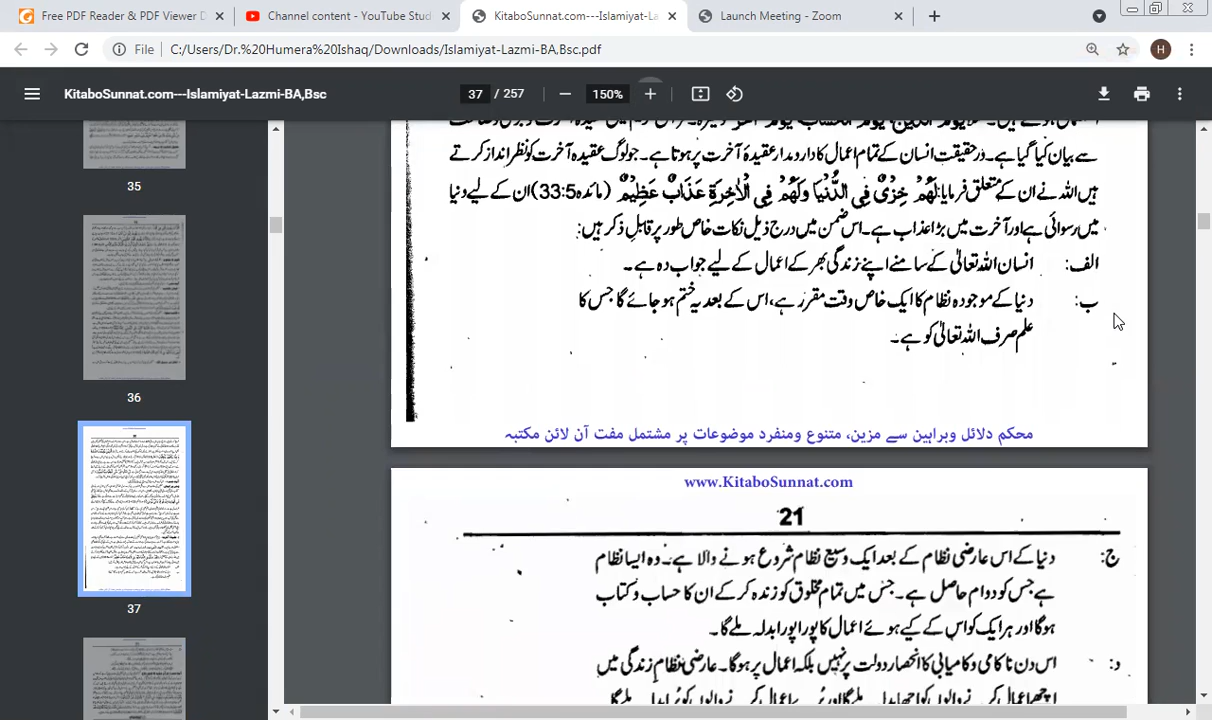 Free PDF Reader & PDF Viewer D
Channel content - YouTube Stud
KitaboSunnat.com---Islamiyat-La
Launch Meeting - Zoom
File
C:/Users/Dr.%20Humera%20Ishaq/Downloads/Islamiyat-Lazmi-BA,Bsc.pdf
H
KitaboSunnat.com---Islamiyat-Lazmi-BA,Bsc
37 / 257
150%
35
36
37
سے بیان کیا گیا ہے۔ درحقیقت انسان کے تمام اعمال کا دارومدار عقیدہ آخرت پر ہوتا ہے۔ جو لوگ عقیدہ آخرت کو نظر انداز کرتے
ہیں اللہ نے ان کے متعلق فرمایا: لَهُمْ خِزْىٌ فِى الدُّنْيَا وَلَهُمْ فِى الْاٰخِرَةِ عَذَابٌ عَظِيْمٌ (مائدہ 33:5) ان کے لیے دنیا
میں رسوائی ہے اور آخرت میں بڑا عذاب ہے۔ اس ضمن میں درج ذیل نکات خاص طور پر قابلِ ذکر ہیں:
الف: انسان اللہ تعالیٰ کے سامنے اپنے زندگی بھر کے اعمال کے لیے جواب دہ ہے۔
ب: دنیا کے موجودہ نظام کا ایک خاص وقت مقرر ہے، اس کے بعد یہ ختم ہو جائے گا جس کا
علم صرف اللہ تعالیٰ کو ہے۔
محکم دلائل وبراہین سے مزین، متنوع ومنفرد موضوعات پر مشتمل مفت آن لائن مکتبہ
www.KitaboSunnat.com
21
ج: دنیا کے اس عارضی نظام کے بعد ایک وسیع نظام شروع ہونے والا ہے۔ وہ ایسا نظام
ہے جس کو دوام حاصل ہے۔ جس میں تمام مخلوق کو زندہ کر کے ان کا حساب و کتاب
ہوگا اور ہر ایک کو اس کے کیے ہوئے اعمال کا پورا پورا بدلہ ملے گا۔
د: اس دن ناکامی و کامیابی کا انحصار دولت پر نہیں بلکہ اعمال پر ہوگا۔ عارضی نظام زندگی میں